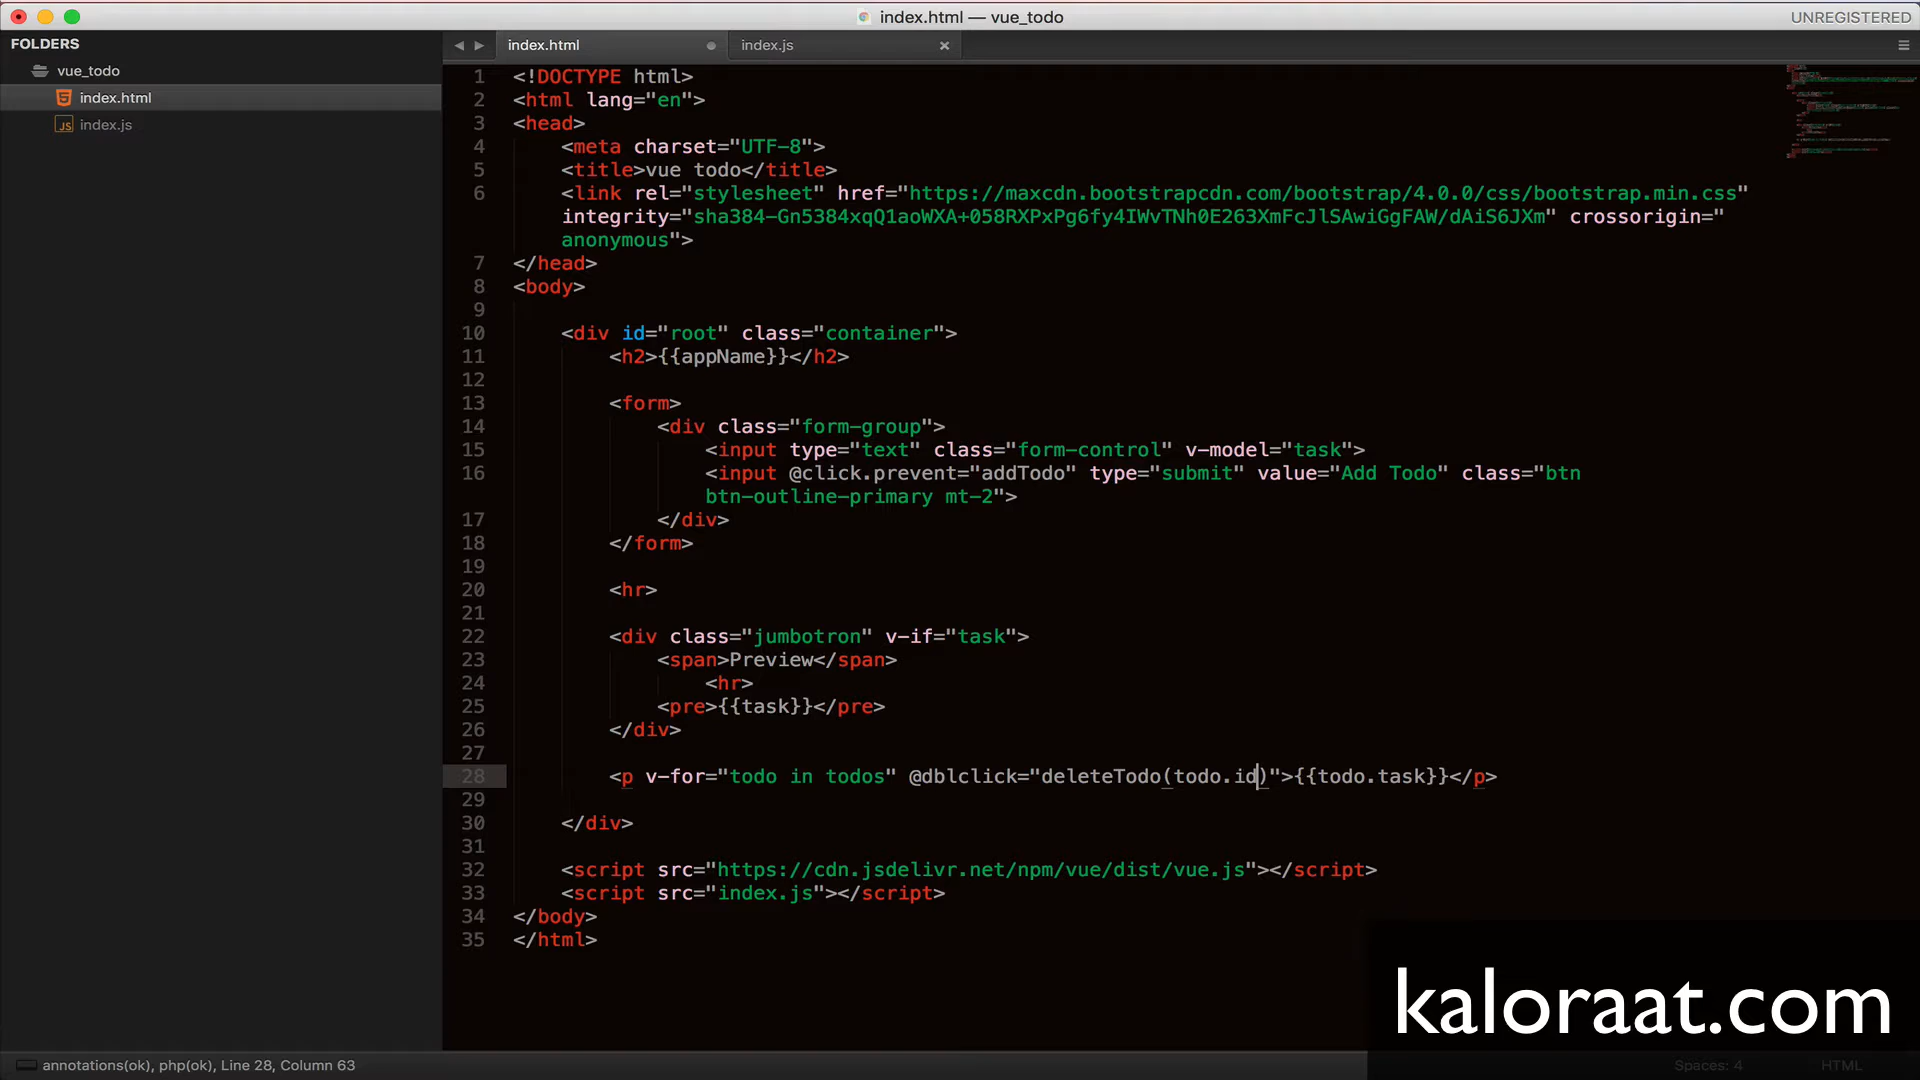 index.html — vue_todo
UNREGISTERED
FOLDERS
vue_todo
index.html
index.js
index.html
index.js
1 <!DOCTYPE html>
2 <html lang="en">
3 <head>
4 <meta charset="UTF-8">
5 <title>vue todo</title>
6 <link rel="stylesheet" href="https://maxcdn.bootstrapcdn.com/bootstrap/4.0.0/css/bootstrap.min.css"
integrity="sha384-Gn5384xqQ1aoWXA+058RXPxPg6fy4IWvTNh0E263XmFcJlSAwiGgFAW/dAiS6JXm" crossorigin="
anonymous">
7 </head>
8 <body>
9
10 <div id="root" class="container">
11 <h2>{{appName}}</h2>
12
13 <form>
14 <div class="form-group">
15 <input type="text" class="form-control" v-model="task">
16 <input @click.prevent="addTodo" type="submit" value="Add Todo" class="btn
btn-outline-primary mt-2">
17 </div>
18 </form>
19
20 <hr>
21
22 <div class="jumbotron" v-if="task">
23 <span>Preview</span>
24 <hr>
25 <pre>{{task}}</pre>
26 </div>
27
28 <p v-for="todo in todos" @dblclick="deleteTodo(todo.id)">{{todo.task}}</p>
29
30 </div>
31
32 <script src="https://cdn.jsdelivr.net/npm/vue/dist/vue.js"></script>
33 <script src="index.js"></script>
34 </body>
35 </html>
kaloraat.com
annotations(ok), php(ok), Line 28, Column 63
Spaces: 4
HTML